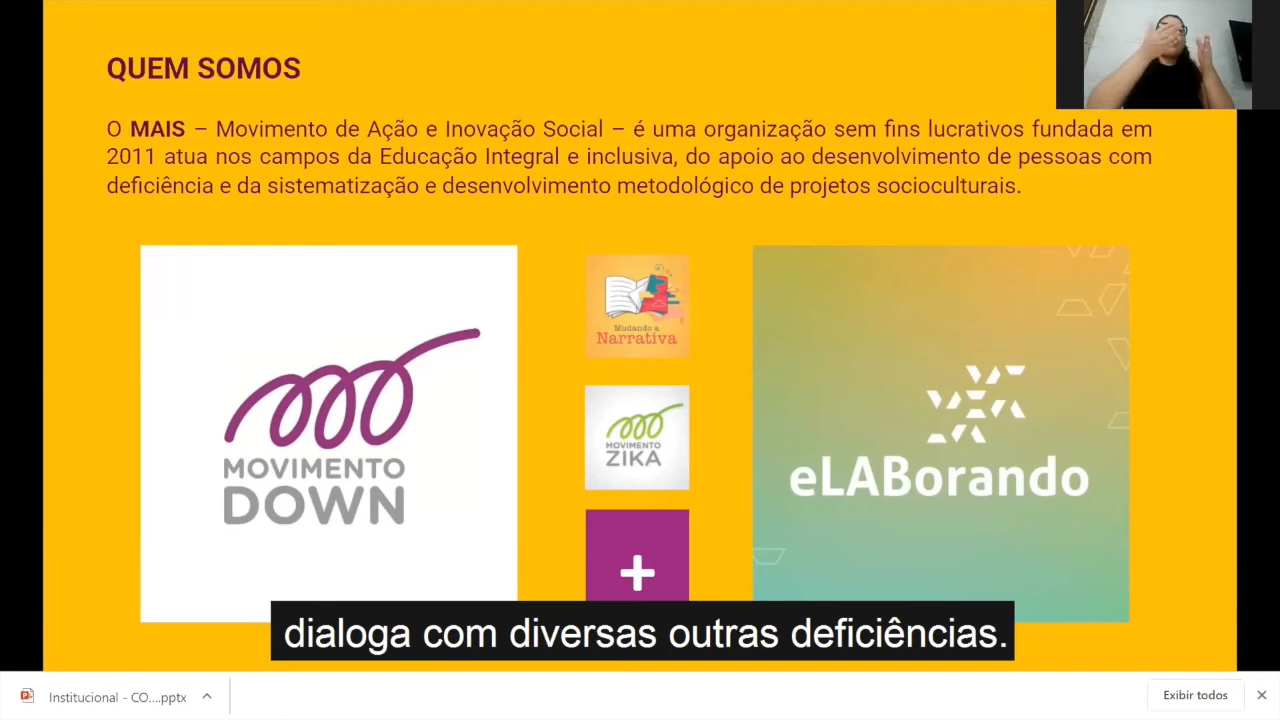 QUEM SOMOS
O MAIS – Movimento de Ação e Inovação Social – é uma organização sem fins lucrativos fundada em
2011 atua nos campos da Educação Integral e inclusiva, do apoio ao desenvolvimento de pessoas com
deficiência e da sistematização e desenvolvimento metodológico de projetos socioculturais.
MOVIMENTO
DOWN
Mudando a
Narrativa
MOVIMENTO
ZIKA
+
eLABorando
dialoga com diversas outras deficiências.
Institucional - CO....pptx
Exibir todos